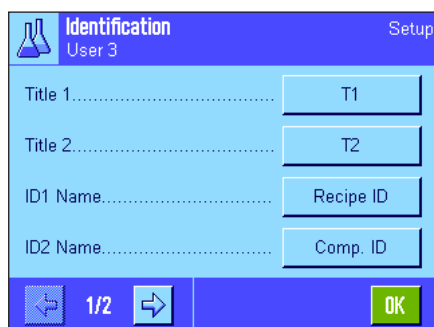 Identification Setup
User 3
Title 1.................................... T1
Title 2.................................... T2
ID1 Name.............................. Recipe ID
ID2 Name.............................. Comp. ID
1/2 OK